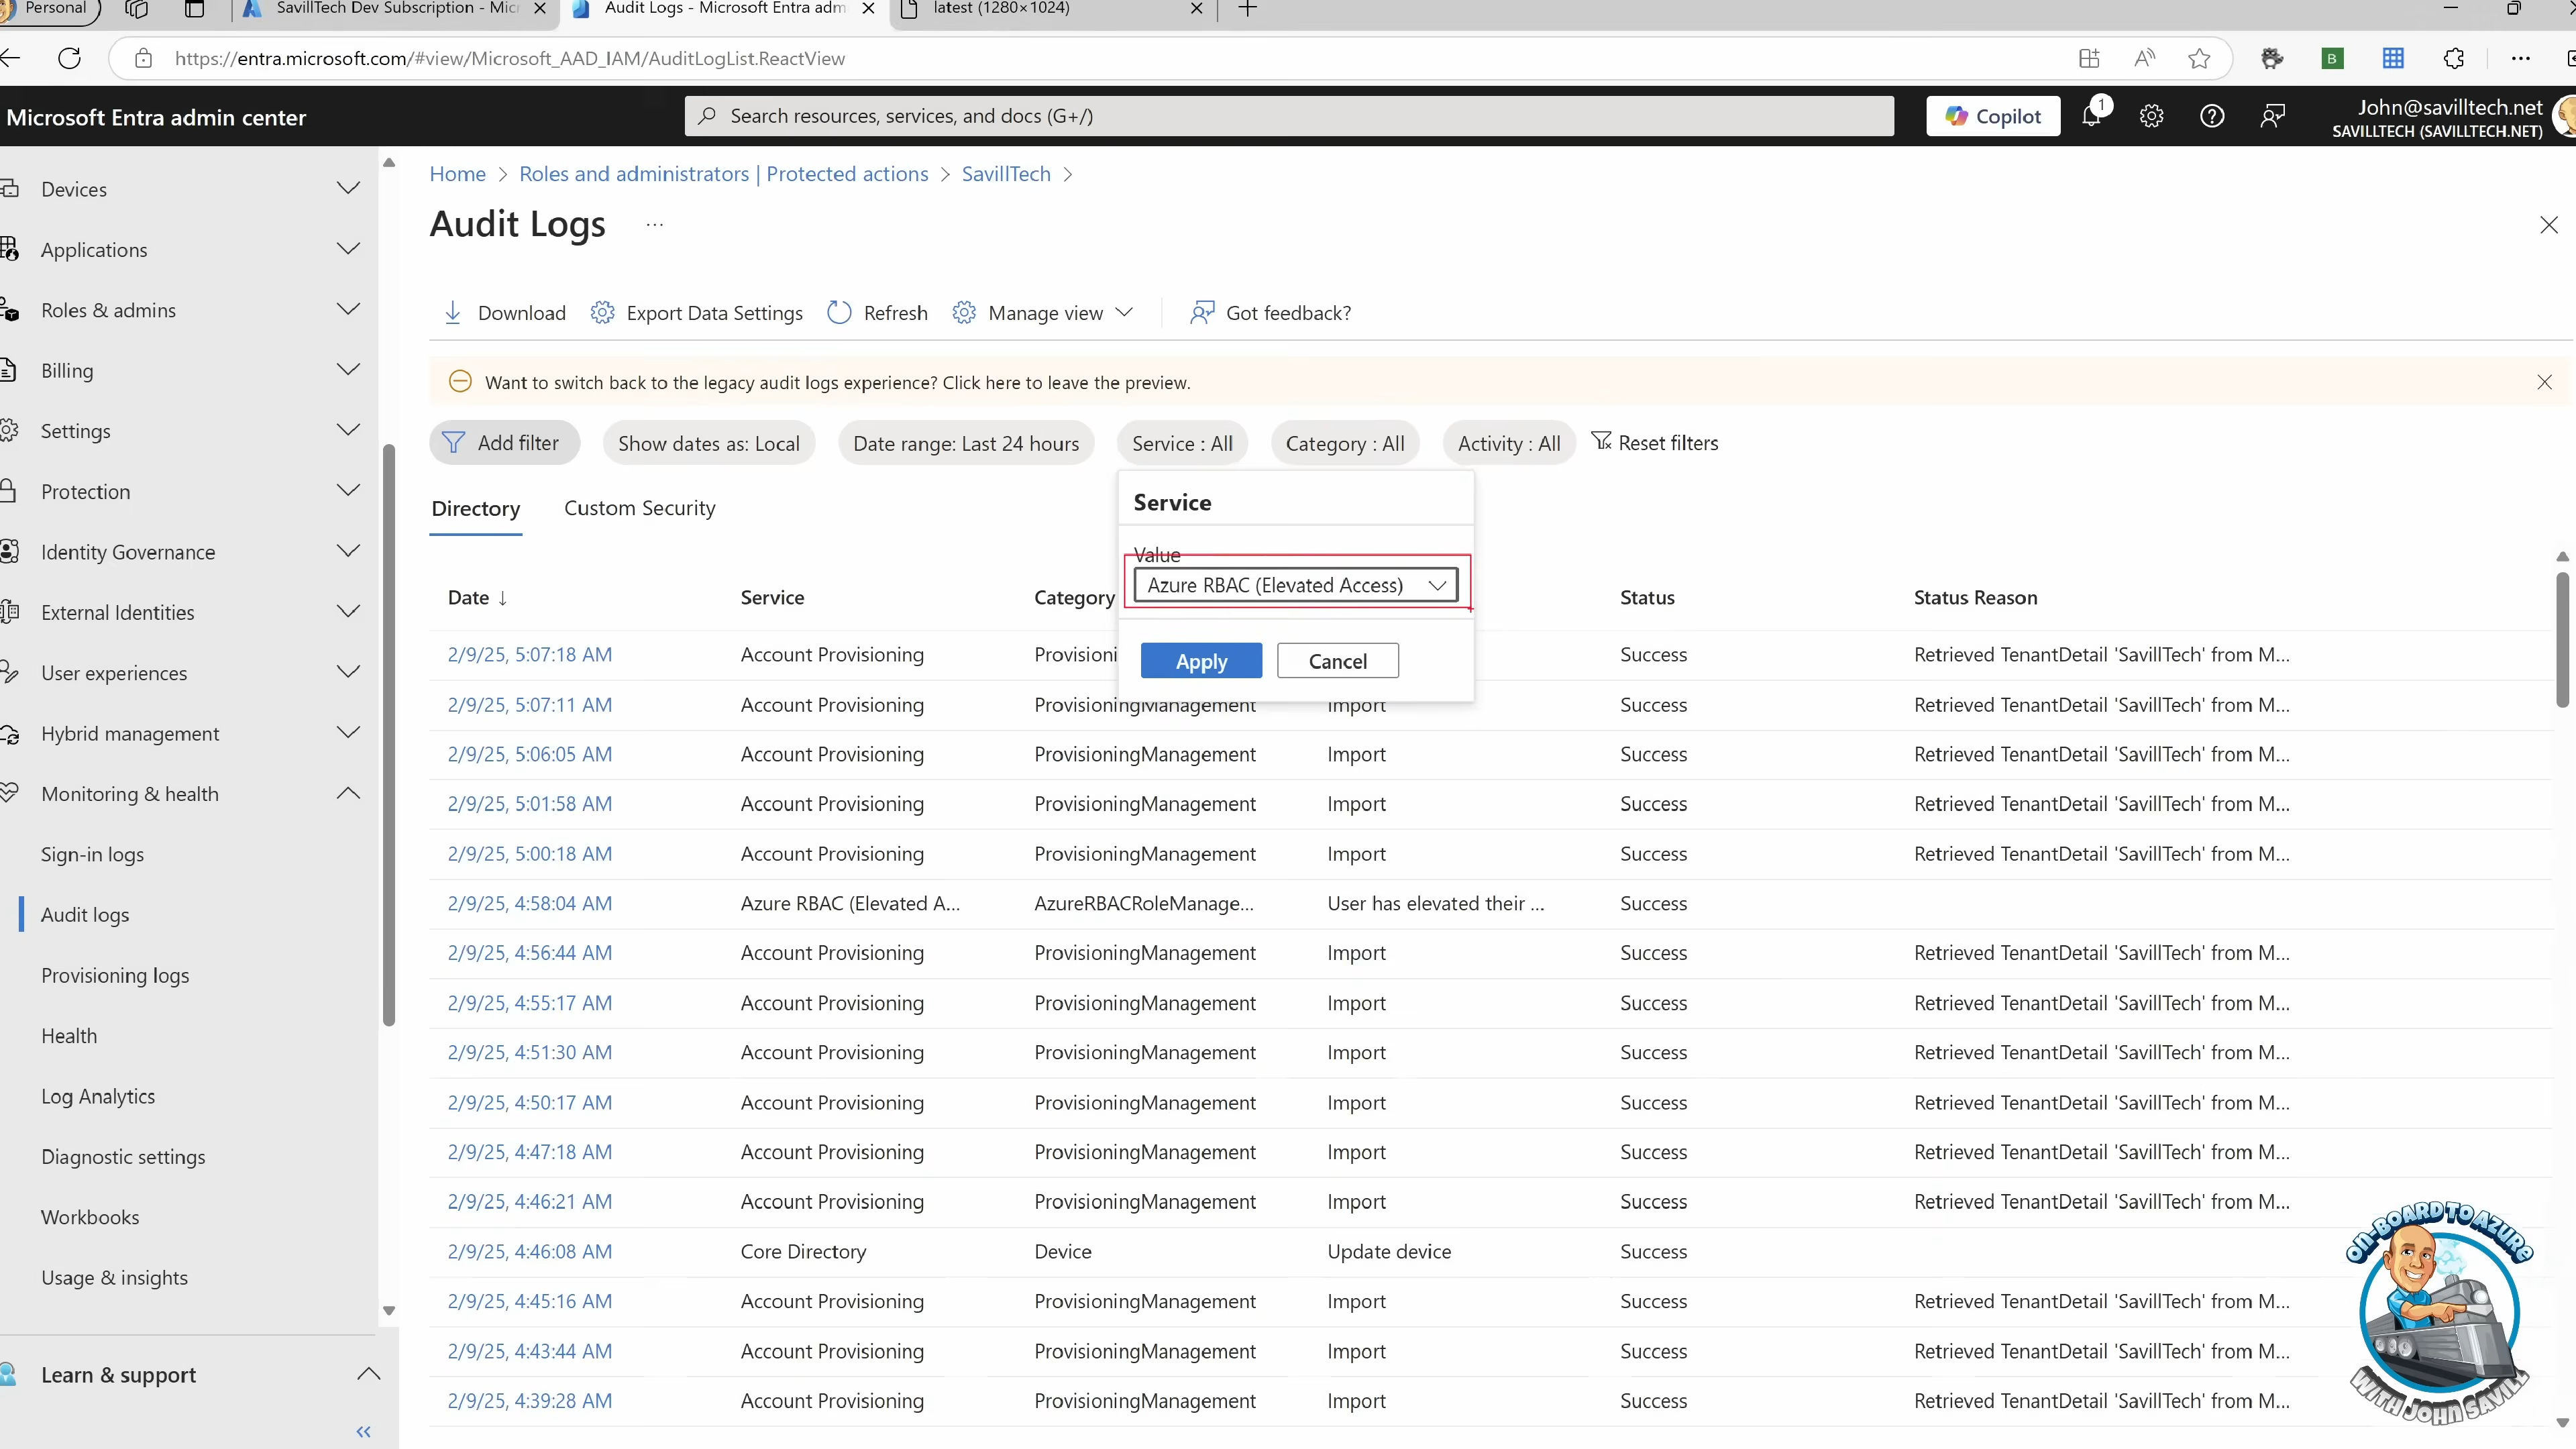 Personal
SavillTech Dev Subscription - Micr
Audit Logs - Microsoft Entra adm
latest (1280×1024)
https://entra.microsoft.com/#view/Microsoft_AAD_IAM/AuditLogList.ReactView
Microsoft Entra admin center
Search resources, services, and docs (G+/)
Copilot
1
John@savilltech.net
SAVILLTECH (SAVILLTECH.NET)
Devices
Applications
Roles & admins
Billing
Settings
Protection
Identity Governance
External Identities
User experiences
Hybrid management
Monitoring & health
Sign-in logs
Audit logs
Provisioning logs
Health
Log Analytics
Diagnostic settings
Workbooks
Usage & insights
Learn & support
Home > Roles and administrators | Protected actions > SavillTech >
Audit Logs ...
Download Export Data Settings Refresh Manage view Got feedback?
Want to switch back to the legacy audit logs experience? Click here to leave the preview.
Add filter Show dates as: Local Date range: Last 24 hours Service : All Category : All Activity : All Reset filters
Directory Custom Security
Service
Value
Azure RBAC (Elevated Access)
Apply Cancel
Date ↓ Service Category Status Status Reason
2/9/25, 5:07:18 AM Account Provisioning Provisioni Success Retrieved TenantDetail 'SavillTech' from M...
2/9/25, 5:07:11 AM Account Provisioning ProvisioningManagement Import Success Retrieved TenantDetail 'SavillTech' from M...
2/9/25, 5:06:05 AM Account Provisioning ProvisioningManagement Import Success Retrieved TenantDetail 'SavillTech' from M...
2/9/25, 5:01:58 AM Account Provisioning ProvisioningManagement Import Success Retrieved TenantDetail 'SavillTech' from M...
2/9/25, 5:00:18 AM Account Provisioning ProvisioningManagement Import Success Retrieved TenantDetail 'SavillTech' from M...
2/9/25, 4:58:04 AM Azure RBAC (Elevated A... AzureRBACRoleManage... User has elevated their ... Success
2/9/25, 4:56:44 AM Account Provisioning ProvisioningManagement Import Success Retrieved TenantDetail 'SavillTech' from M...
2/9/25, 4:55:17 AM Account Provisioning ProvisioningManagement Import Success Retrieved TenantDetail 'SavillTech' from M...
2/9/25, 4:51:30 AM Account Provisioning ProvisioningManagement Import Success Retrieved TenantDetail 'SavillTech' from M...
2/9/25, 4:50:17 AM Account Provisioning ProvisioningManagement Import Success Retrieved TenantDetail 'SavillTech' from M...
2/9/25, 4:47:18 AM Account Provisioning ProvisioningManagement Import Success Retrieved TenantDetail 'SavillTech' from M...
2/9/25, 4:46:21 AM Account Provisioning ProvisioningManagement Import Success Retrieved TenantDetail 'SavillTech' from M...
2/9/25, 4:46:08 AM Core Directory Device Update device Success
2/9/25, 4:45:16 AM Account Provisioning ProvisioningManagement Import Success Retrieved TenantDetail 'SavillTech' from M...
2/9/25, 4:43:44 AM Account Provisioning ProvisioningManagement Import Success Retrieved TenantDetail 'SavillTech' from M...
2/9/25, 4:39:28 AM Account Provisioning ProvisioningManagement Import Success Retrieved TenantDetail 'SavillTech' from M...
ON-BOARD TO AZURE
WITH JOHN SAVILL